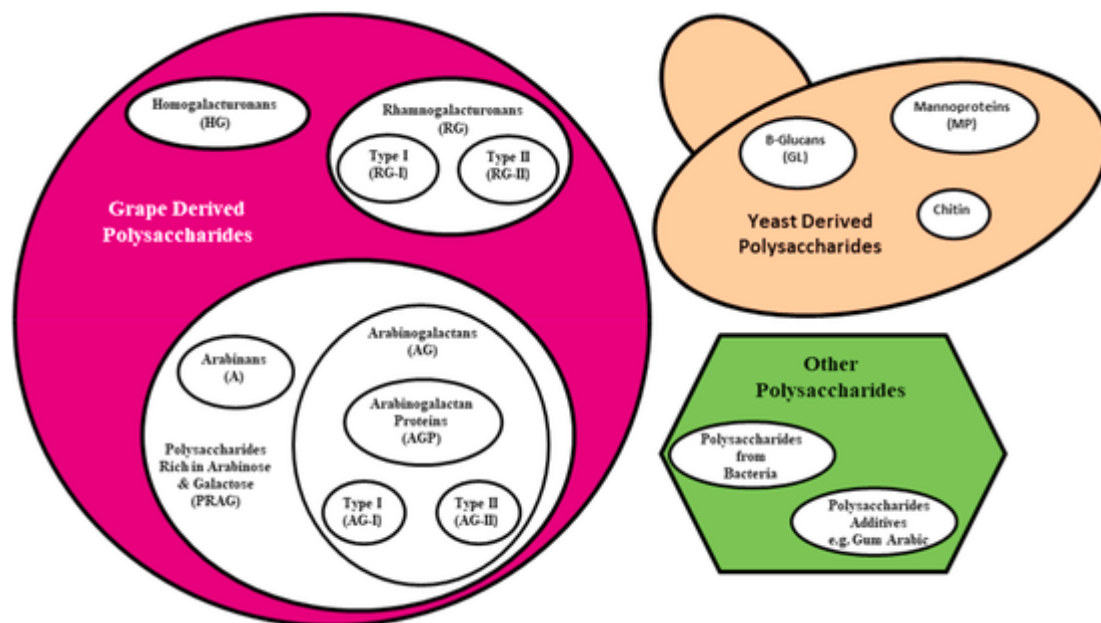 Homogalacturonans
(HG)
Rhamnogalacturonans
(RG)
Type I
(RG-I)
Type II
(RG-II)
Grape Derived
Polysaccharides
Arabinogalactans
(AG)
Arabinans
(A)
Arabinogalactan
Proteins
(AGP)
Polysaccharides
Rich in Arabinose
& Galactose
(PRAG)
Type I
(AG-I)
Type II
(AG-II)
Mannoproteins
(MP)
B-Glucans
(GL)
Chitin
Yeast Derived
Polysaccharides
Other
Polysaccharides
Polysaccharides
from
Bacteria
Polysaccharides
Additives
e.g. Gum Arabic